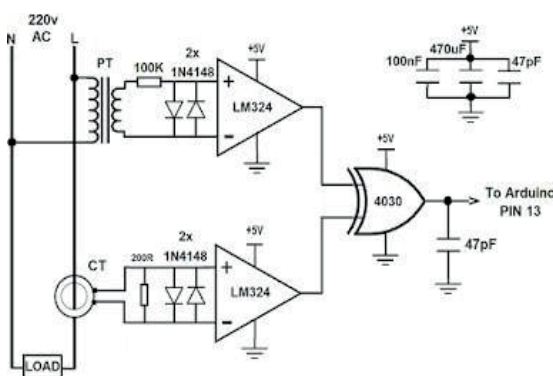 220v
N AC L
PT
100K
2x
1N4148
+5V
+
LM324
−
+5V
470uF
100nF
47pF
+5V
4030
To Arduino
PIN 13
47pF
CT
200R
2x
1N4148
+5V
+
LM324
−
LOAD